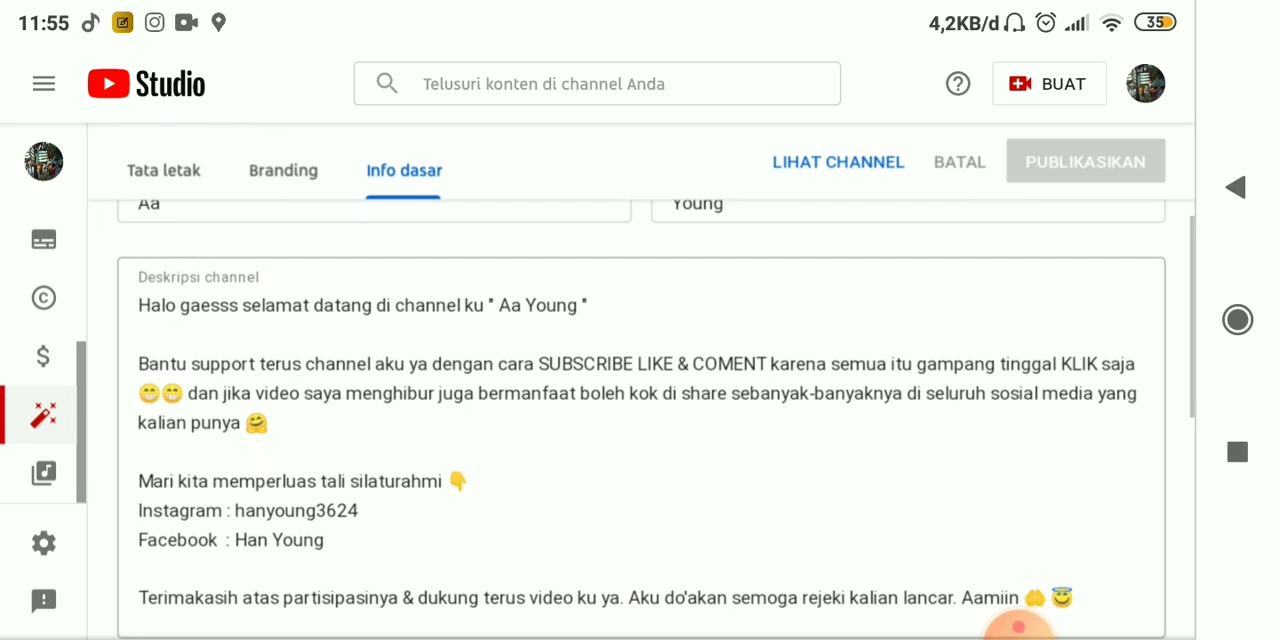 11:55
4,2KB/d
35
Studio
Telusuri konten di channel Anda
BUAT
Tata letak
Branding
Info dasar
LIHAT CHANNEL
BATAL
PUBLIKASIKAN
Aa
Young
Deskripsi channel
Halo gaesss selamat datang di channel ku " Aa Young "
Bantu support terus channel aku ya dengan cara SUBSCRIBE LIKE & COMENT karena semua itu gampang tinggal KLIK saja
😁😁 dan jika video saya menghibur juga bermanfaat boleh kok di share sebanyak-banyaknya di seluruh sosial media yang
kalian punya 🤗
Mari kita memperluas tali silaturahmi 👇
Instagram : hanyoung3624
Facebook : Han Young
Terimakasih atas partisipasinya & dukung terus video ku ya. Aku do'akan semoga rejeki kalian lancar. Aamiin 🤲 😇